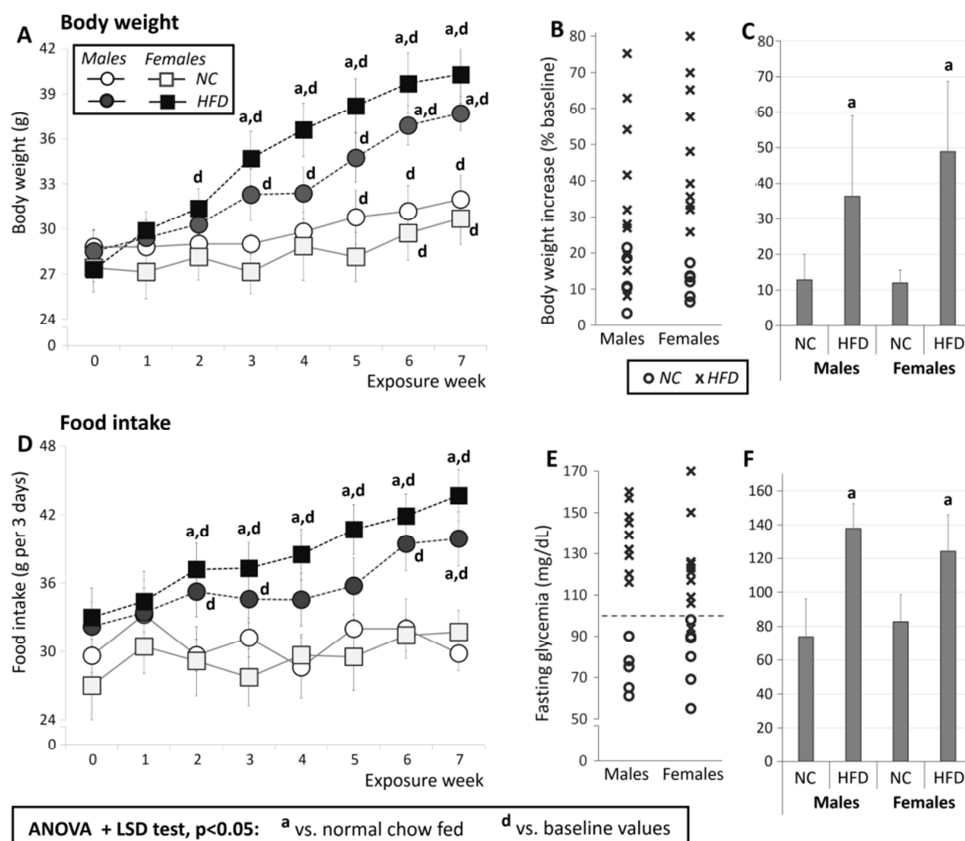 A Body weight
Males Females
NC
HFD
Body weight (g)
42
39
36
33
30
27
24
0
a,d a,d a,d a,d a,d
d d d d a,d a,d
d d d
d d
0 1 2 3 4 5 6 7
Exposure week
B
Body weight increase (% baseline)
80
70
60
50
40
30
20
10
0
Males Females
NC HFD
C
80
70
60
50
40
30
20
10
0
a a
NC HFD NC HFD
Males Females
D Food intake
Food intake (g per 3 days)
48
42
36
30
24
0
a,d a,d a,d a,d a,d a,d
d d d a,d
0 1 2 3 4 5 6 7
Exposure week
E
Fasting glycemia (mg/dL)
170
150
130
110
90
70
50
0
Males Females
F
160
140
120
100
80
60
40
20
0
a a
NC HFD NC HFD
Males Females
ANOVA + LSD test, p<0.05: a vs. normal chow fed d vs. baseline values